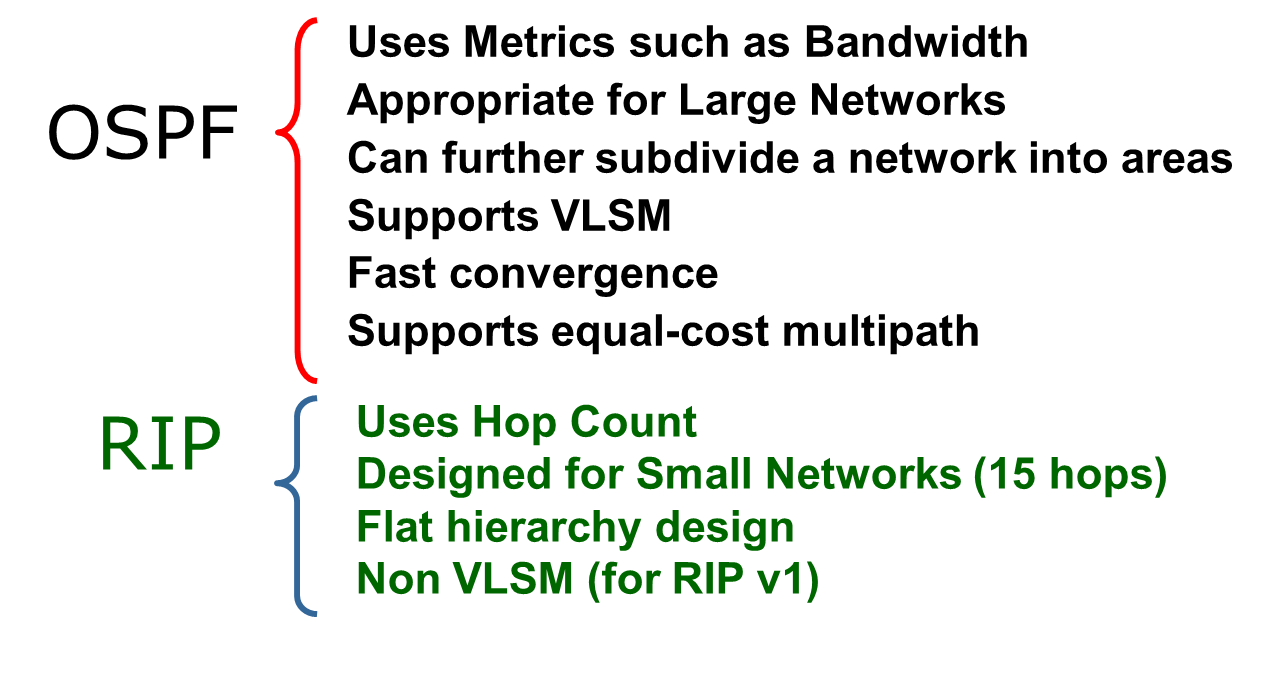 OSPF
Uses Metrics such as Bandwidth
Appropriate for Large Networks
Can further subdivide a network into areas
Supports VLSM
Fast convergence
Supports equal-cost multipath
RIP
Uses Hop Count
Designed for Small Networks (15 hops)
Flat hierarchy design
Non VLSM (for RIP v1)